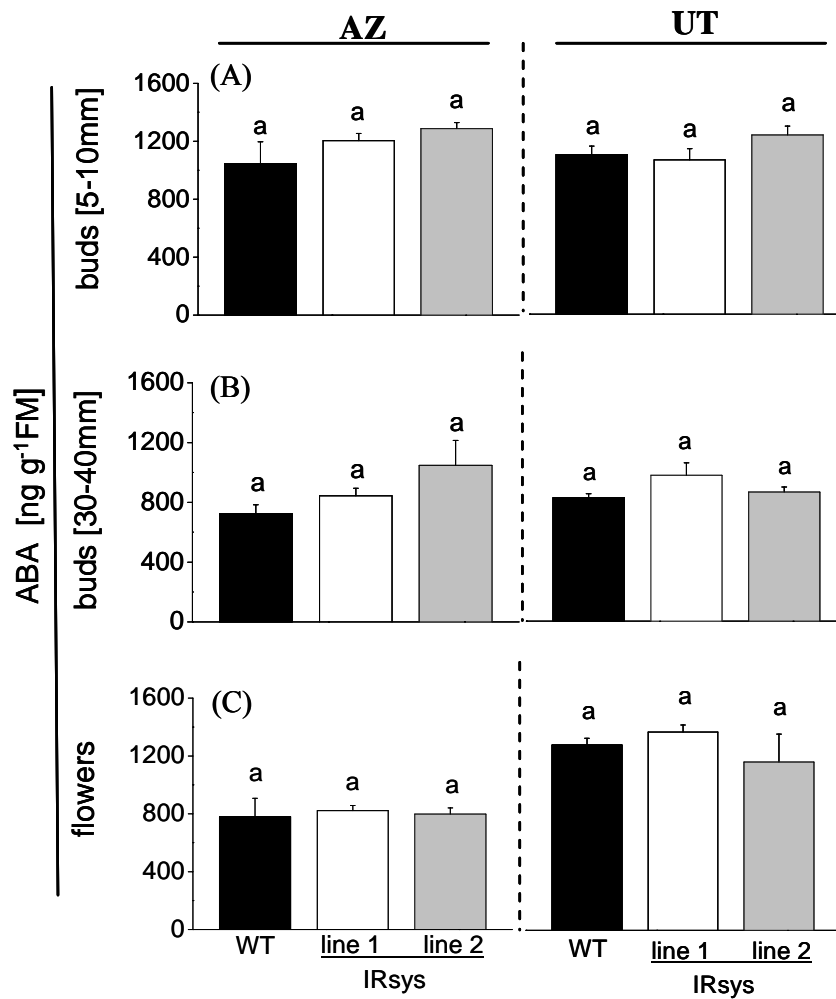 AZ UT
ABA [ng g-1FM]
buds [5-10mm]
(A)
1600
1200
800
400
0
a a a a a a
buds [30-40mm]
(B)
1600
1200
800
400
0
a a a a a a
flowers
(C)
1600
1200
800
400
0
a a a a a a
WT line 1 line 2 WT line 1 line 2
IRsys IRsys